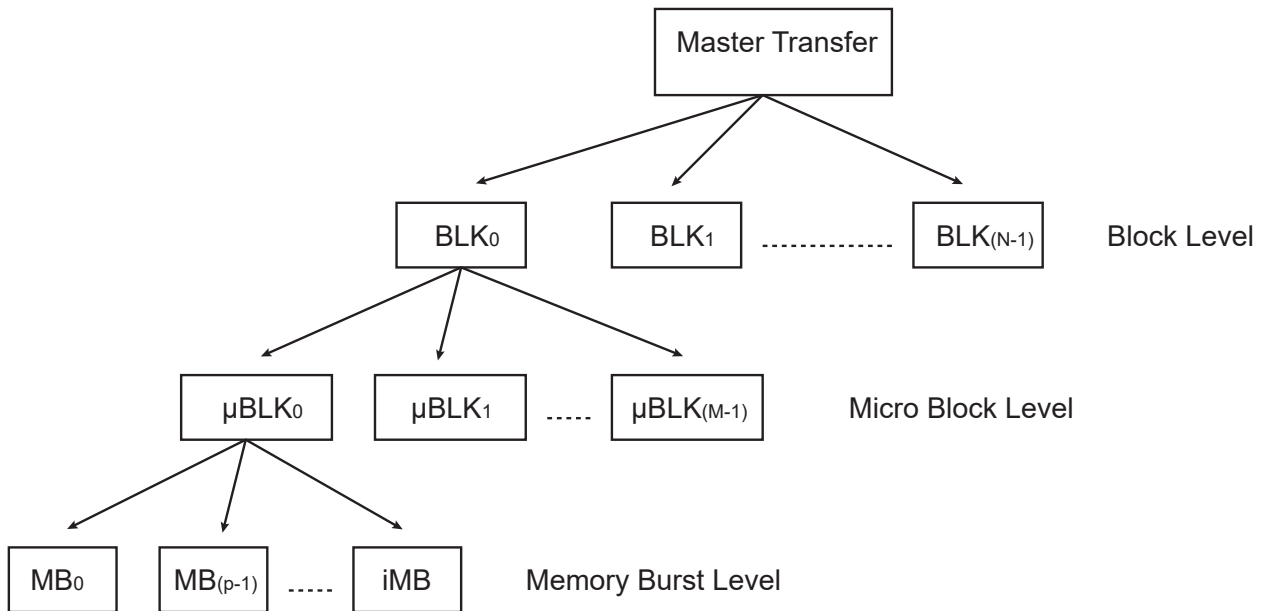 Master Transfer
BLK0 BLK1 BLK(N-1) Block Level
µBLK0 µBLK1 µBLK(M-1) Micro Block Level
MB0 MB(p-1) iMB Memory Burst Level